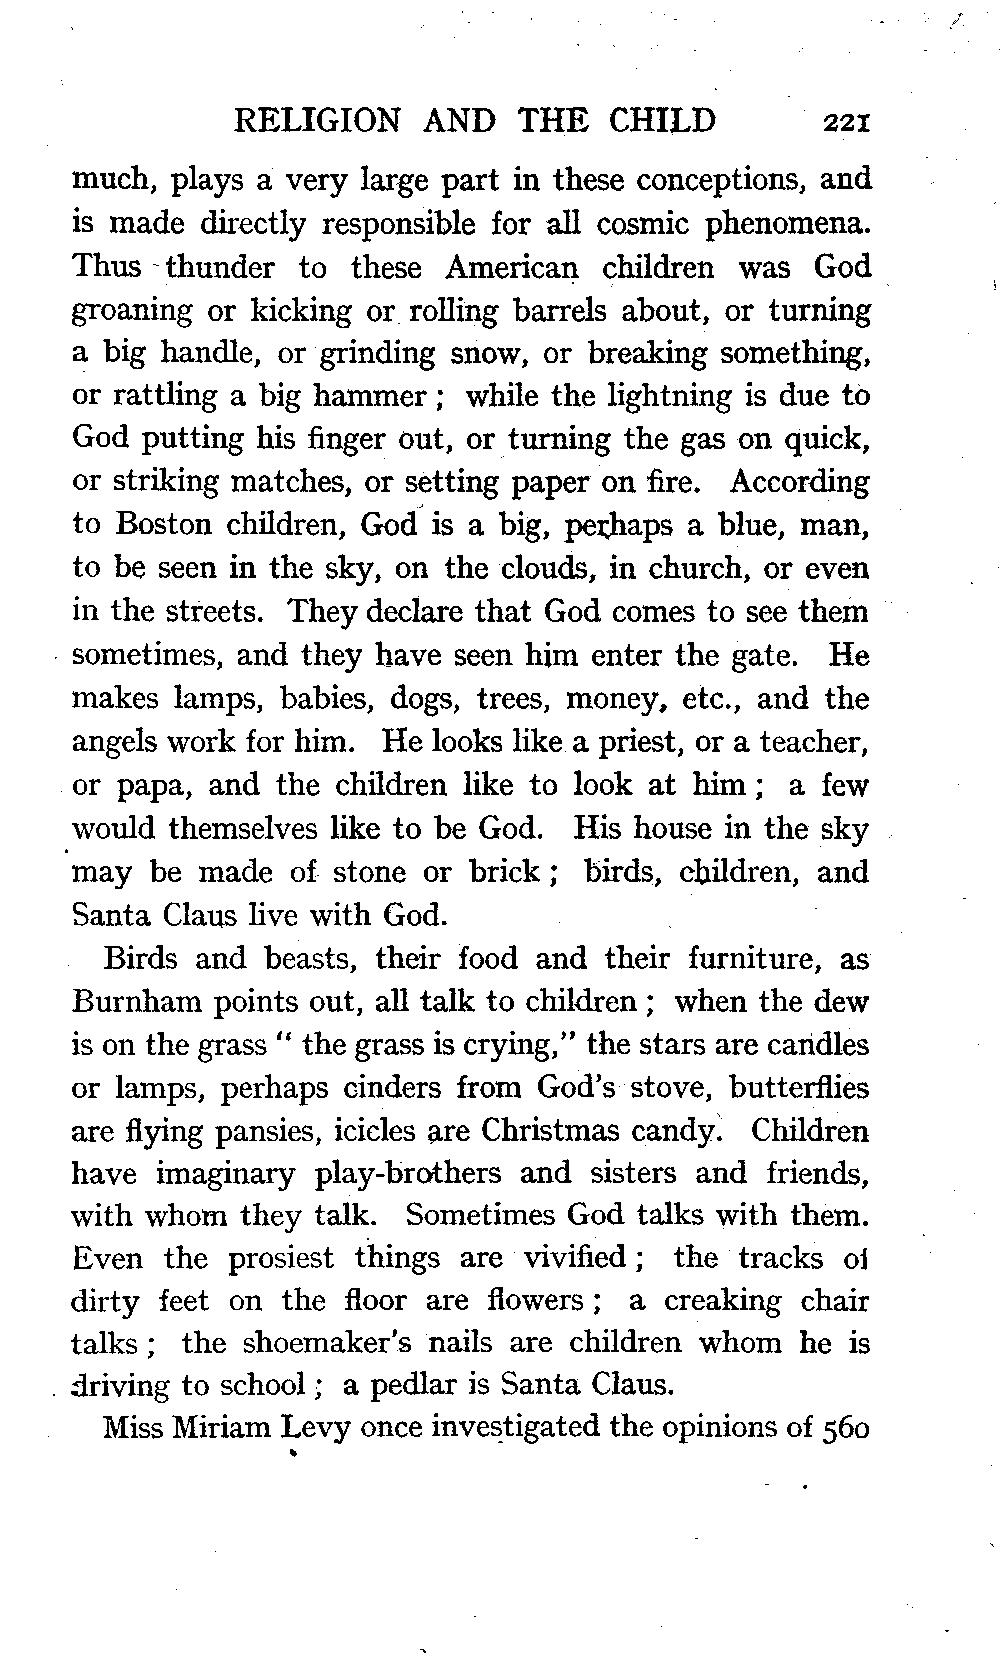 RELIGION AND THE CHILD 221
much, plays a very large part in these conceptions, and
is made directly responsible for all cosmic phenomena.
Thus thunder to these American children was God
groaning or kicking or rolling barrels about, or turning
a big handle, or grinding snow, or breaking something,
or rattling a big hammer ; while the lightning is due to
God putting his finger out, or turning the gas on quick,
or striking matches, or setting paper on fire. According
to Boston children, God is a big, perhaps a blue, man,
to be seen in the sky, on the clouds, in church, or even
in the streets. They declare that God comes to see them
sometimes, and they have seen him enter the gate. He
makes lamps, babies, dogs, trees, money, etc., and the
angels work for him. He looks like a priest, or a teacher,
or papa, and the children like to look at him ; a few
would themselves like to be God. His house in the sky
may be made of stone or brick ; birds, children, and
Santa Claus live with God.
Birds and beasts, their food and their furniture, as
Burnham points out, all talk to children ; when the dew
is on the grass " the grass is crying," the stars are candles
or lamps, perhaps cinders from God's stove, butterflies
are flying pansies, icicles are Christmas candy. Children
have imaginary play-brothers and sisters and friends,
with whom they talk. Sometimes God talks with them.
Even the prosiest things are vivified ; the tracks of
dirty feet on the floor are flowers ; a creaking chair
talks ; the shoemaker's nails are children whom he is
driving to school ; a pedlar is Santa Claus.
Miss Miriam Levy once investigated the opinions of 560